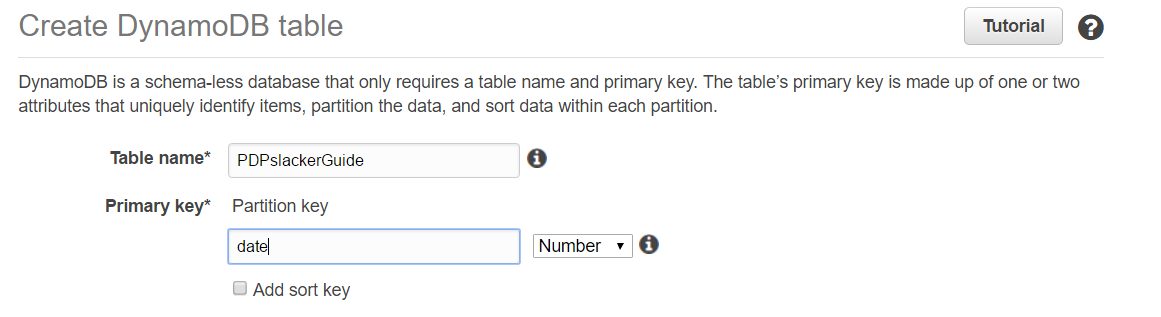 Create DynamoDB table
Tutorial
?
DynamoDB is a schema-less database that only requires a table name and primary key. The table’s primary key is made up of one or two
attributes that uniquely identify items, partition the data, and sort data within each partition.
Table name* PDPslackerGuide i
Primary key* Partition key
date Number i
Add sort key